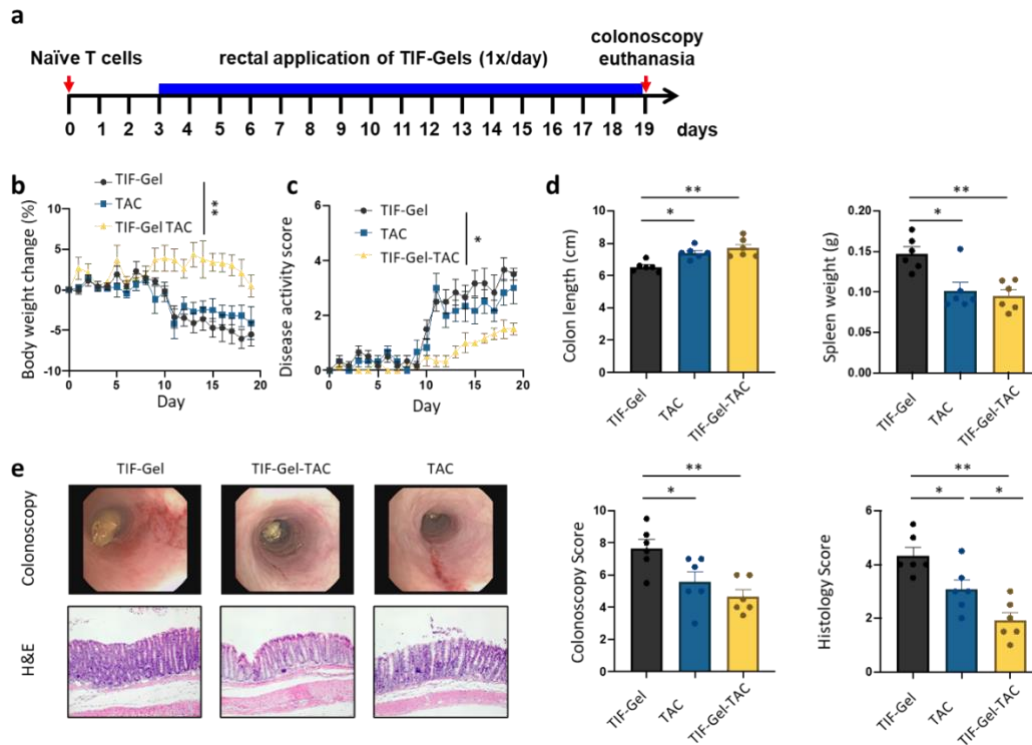 a
Naïve T cells
rectal application of TIF-Gels (1x/day)
colonoscopy
euthanasia
0 1 2 3 4 5 6 7 8 9 10 11 12 13 14 15 16 17 18 19 days
b
TIF-Gel
TAC
TIF-Gel TAC
**
Body weight change (%)
10
5
0
-5
-10
0 5 10 15 20
Day
c
TIF-Gel
TAC
TIF-Gel-TAC
*
Disease activity score
6
4
2
0
0 5 10 15 20
Day
d
**
*
Colon length (cm)
10
8
6
4
2
0
TIF-Gel
TAC
TIF-Gel-TAC
**
*
Spleen weight (g)
0.20
0.15
0.10
0.05
0.00
TIF-Gel
TAC
TIF-Gel-TAC
e
TIF-Gel
TIF-Gel-TAC
TAC
Colonoscopy
H&E
**
*
Colonoscopy Score
10
8
6
4
2
0
TIF-Gel
TAC
TIF-Gel-TAC
**
* *
Histology Score
6
4
2
0
TIF-Gel
TAC
TIF-Gel-TAC